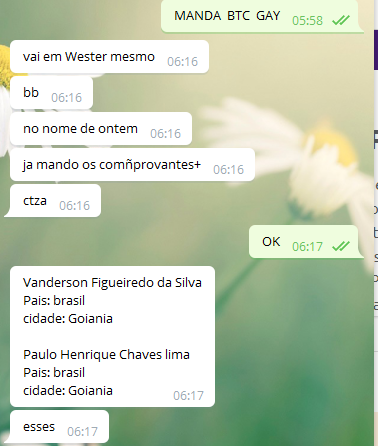 MANDA BTC GAY 05:58
vai em Wester mesmo 06:16
bb 06:16
no nome de ontem 06:16
ja mando os comñprovantes+ 06:16
ctza 06:16
OK 06:17
Vanderson Figueiredo da Silva
Pais: brasil
cidade: Goiania
Paulo Henrique Chaves lima
Pais: brasil
cidade: Goiania
06:17
esses 06:17